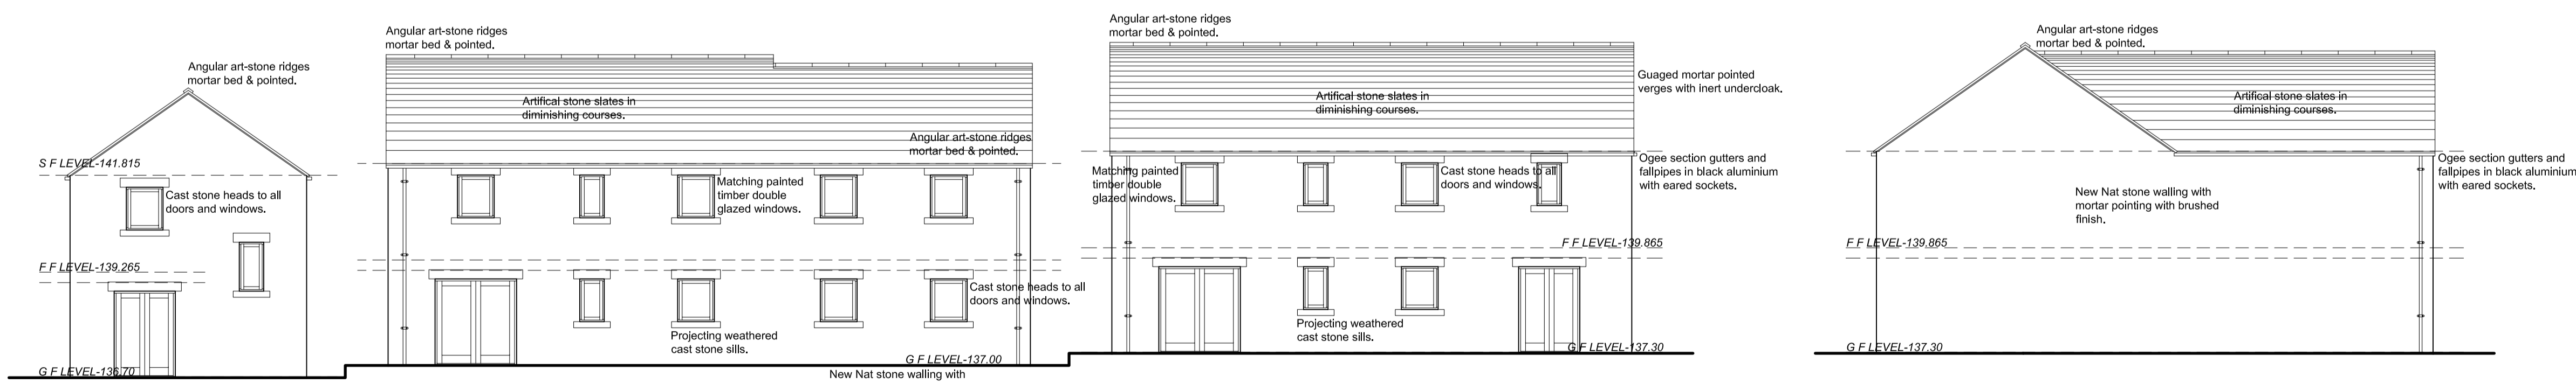 Angular art-stone ridges
mortar bed & pointed.
S F LEVEL-141.815
Cast stone heads to all
doors and windows.
F F LEVEL-139.265
G F LEVEL-136.70
Angular art-stone ridges
mortar bed & pointed.
Artifical stone slates in
diminishing courses.
Angular art-stone ridges
mortar bed & pointed.
Matching painted
timber double
glazed windows.
Cast stone heads to all
doors and windows.
Projecting weathered
cast stone sills.
G F LEVEL-137.00
New Nat stone walling with
Angular art-stone ridges
mortar bed & pointed.
Guaged mortar pointed
verges with inert undercloak.
Artifical stone slates in
diminishing courses.
Matching painted
timber double
glazed windows.
Cast stone heads to all
doors and windows.
Ogee section gutters and
fallpipes in black aluminium
with eared sockets.
F F LEVEL-139.865
Projecting weathered
cast stone sills.
G F LEVEL-137.30
Angular art-stone ridges
mortar bed & pointed.
Artifical stone slates in
diminishing courses.
Ogee section gutters and
fallpipes in black aluminium
with eared sockets.
New Nat stone walling with
mortar pointing with brushed
finish.
F F LEVEL-139.865
G F LEVEL-137.30